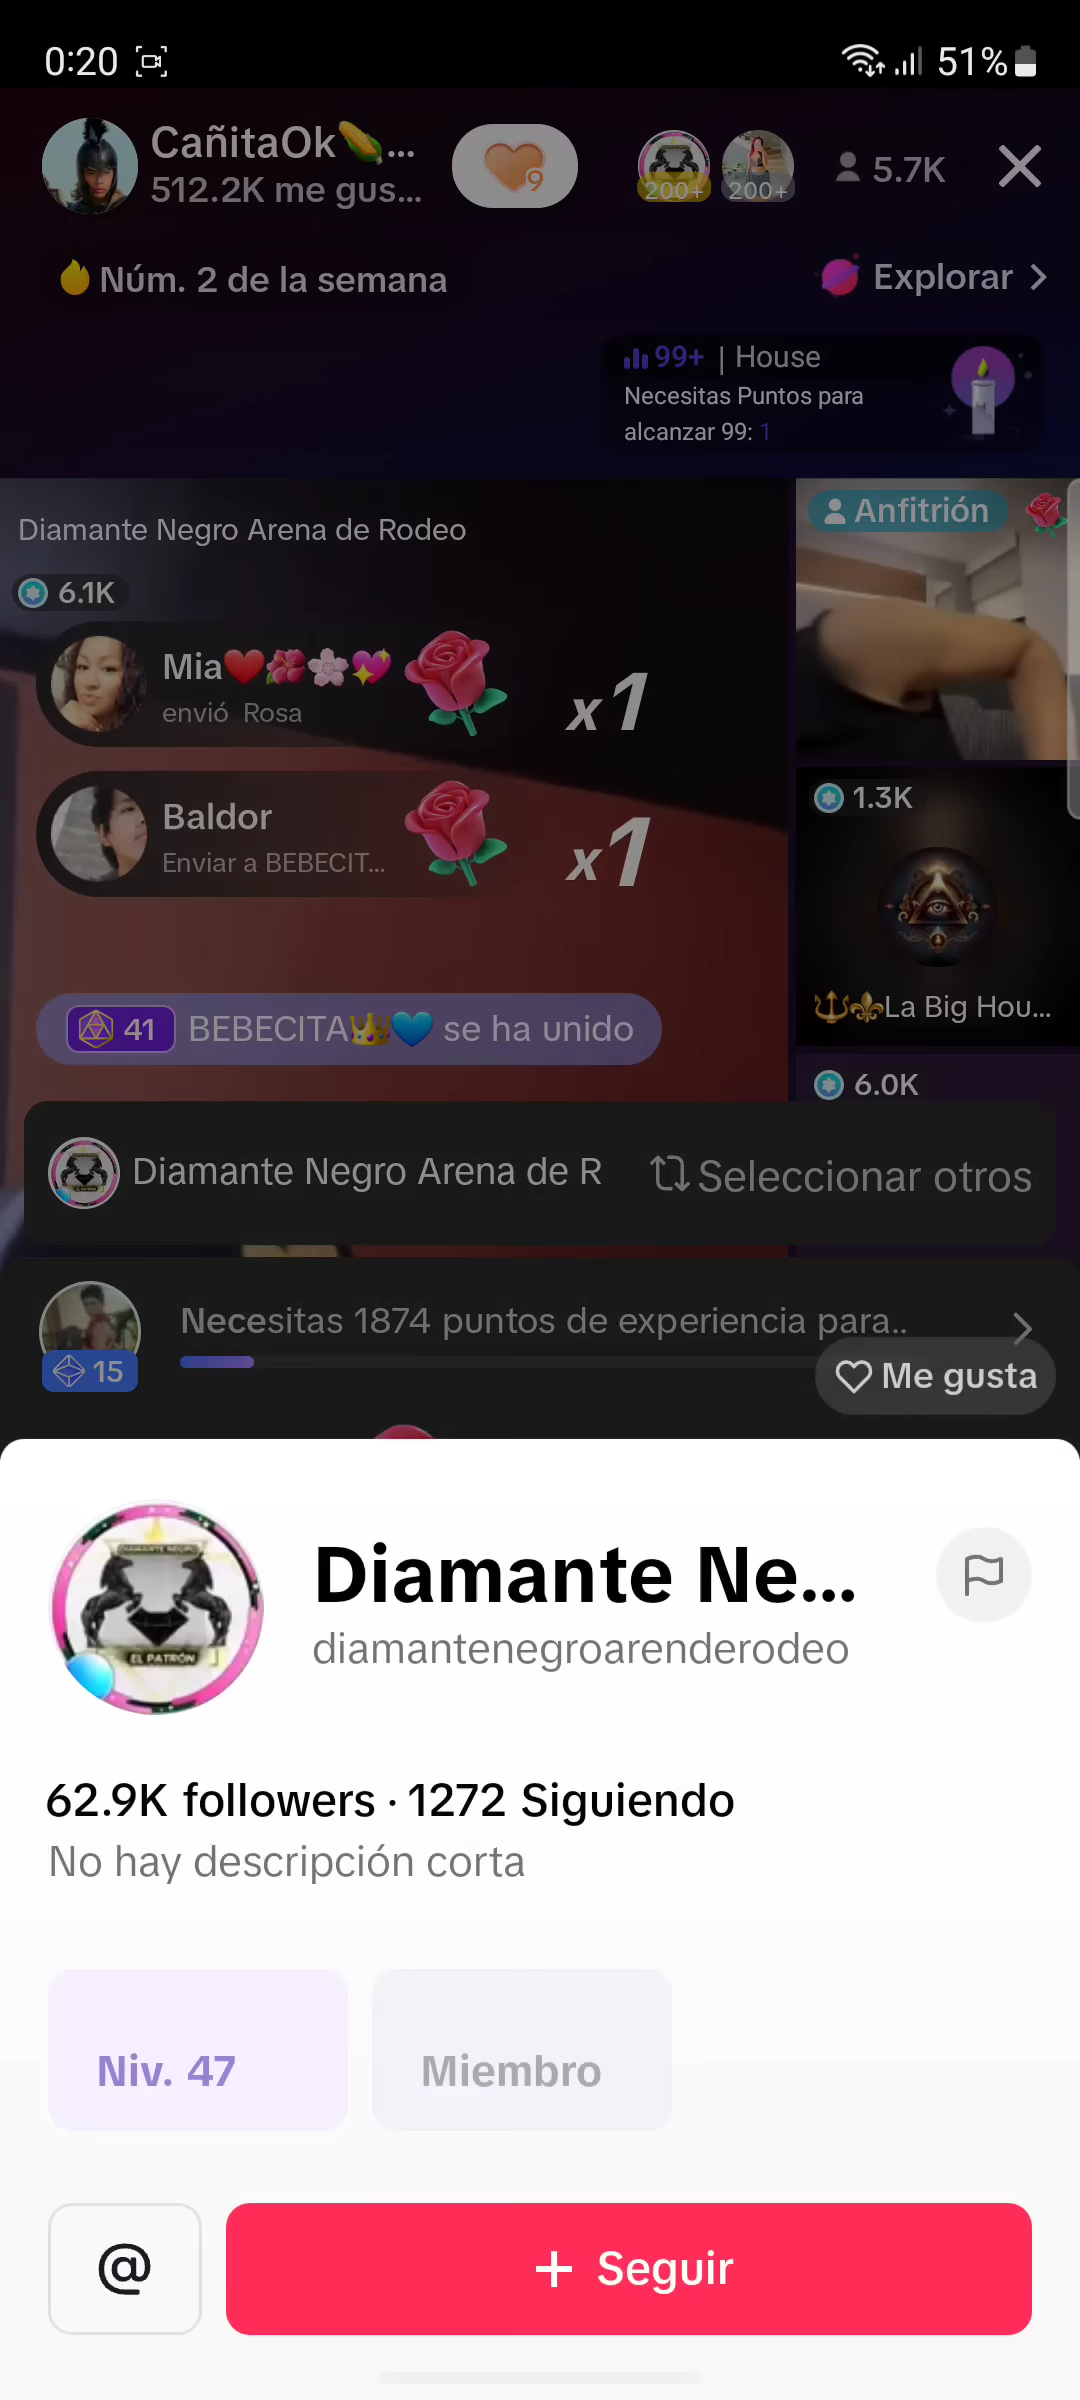 0:20
51%
CañitaOk🌽...
512.2K me gus...
9
200+
200+
5.7K
Núm. 2 de la semana
Explorar >
99+ | House
Necesitas Puntos para
alcanzar 99: 1
Diamante Negro Arena de Rodeo
6.1K
Anfitrión
Mia❤️🌺🌸💖
envió Rosa
x1
Baldor
Enviar a BEBECIT...
x1
1.3K
🔱⚜️La Big Hou...
41 BEBECITA👑💙 se ha unido
6.0K
Diamante Negro Arena de R
Seleccionar otros
Necesitas 1874 puntos de experiencia para..
15
Me gusta
DIAMANTE NEGRO
EL PATRÓN
Diamante Ne...
diamantenegroarenderodeo
62.9K followers · 1272 Siguiendo
No hay descripción corta
Niv. 47
Miembro
@
+ Seguir